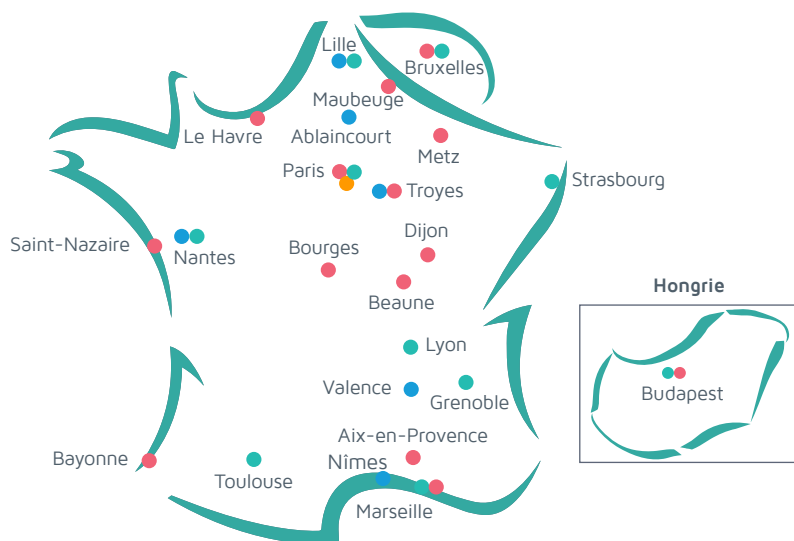 Lille
Bruxelles
Maubeuge
Le Havre
Ablaincourt
Metz
Paris
Troyes
Strasbourg
Saint-Nazaire
Nantes
Bourges
Dijon
Beaune
Hongrie
Lyon
Valence
Grenoble
Budapest
Aix-en-Provence
Bayonne
Nîmes
Toulouse
Marseille